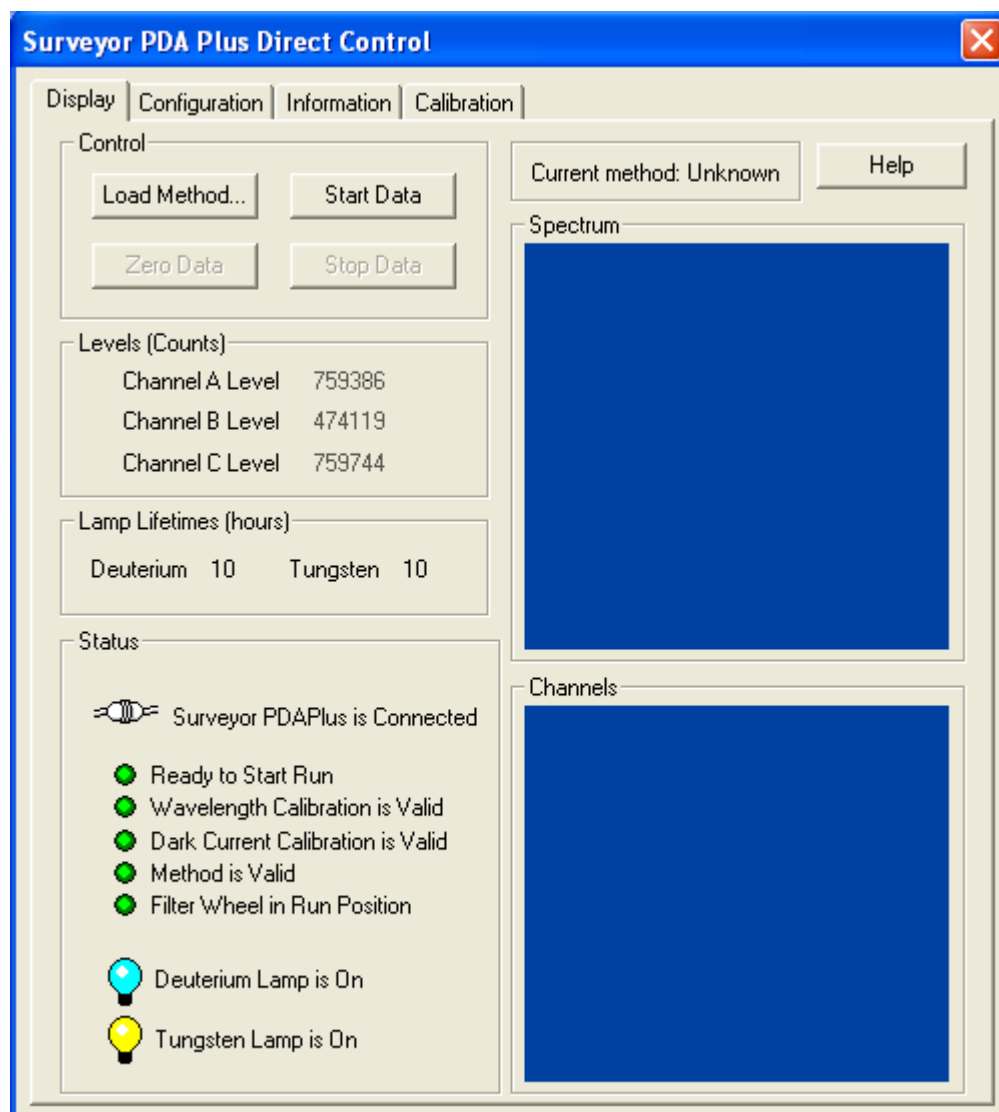 Surveyor PDA Plus Direct Control
Display Configuration Information Calibration
Control
Load Method... Start Data
Zero Data Stop Data
Current method: Unknown
Help
Levels (Counts)
Channel A Level 759386
Channel B Level 474119
Channel C Level 759744
Lamp Lifetimes (hours)
Deuterium 10 Tungsten 10
Status
Surveyor PDAPlus is Connected
Ready to Start Run
Wavelength Calibration is Valid
Dark Current Calibration is Valid
Method is Valid
Filter Wheel in Run Position
Deuterium Lamp is On
Tungsten Lamp is On
Spectrum
Channels